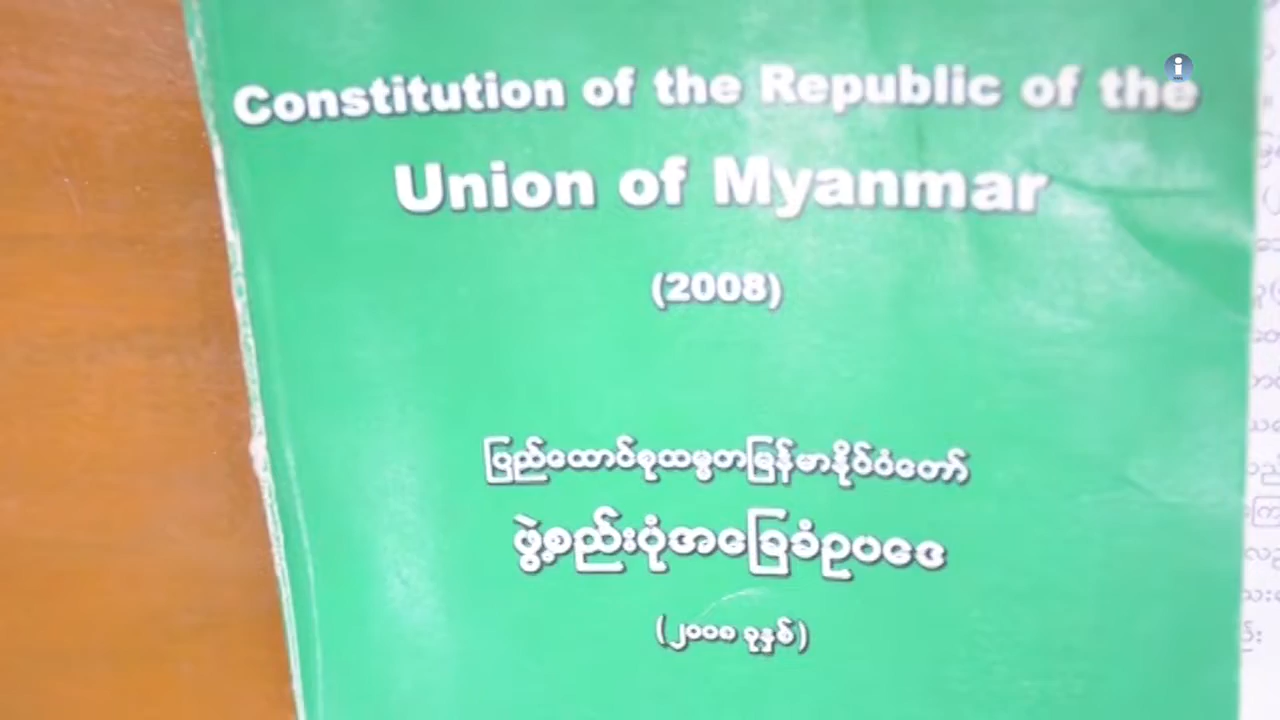 Constitution of the Republic of the
Union of Myanmar
(2008)
ပြည်ထောင်စုသမ္မတမြန်မာနိုင်ငံတော်
ဖွဲ့စည်းပုံအခြေခံဥပဒေ
(၂၀၀၈ ခုနှစ်)